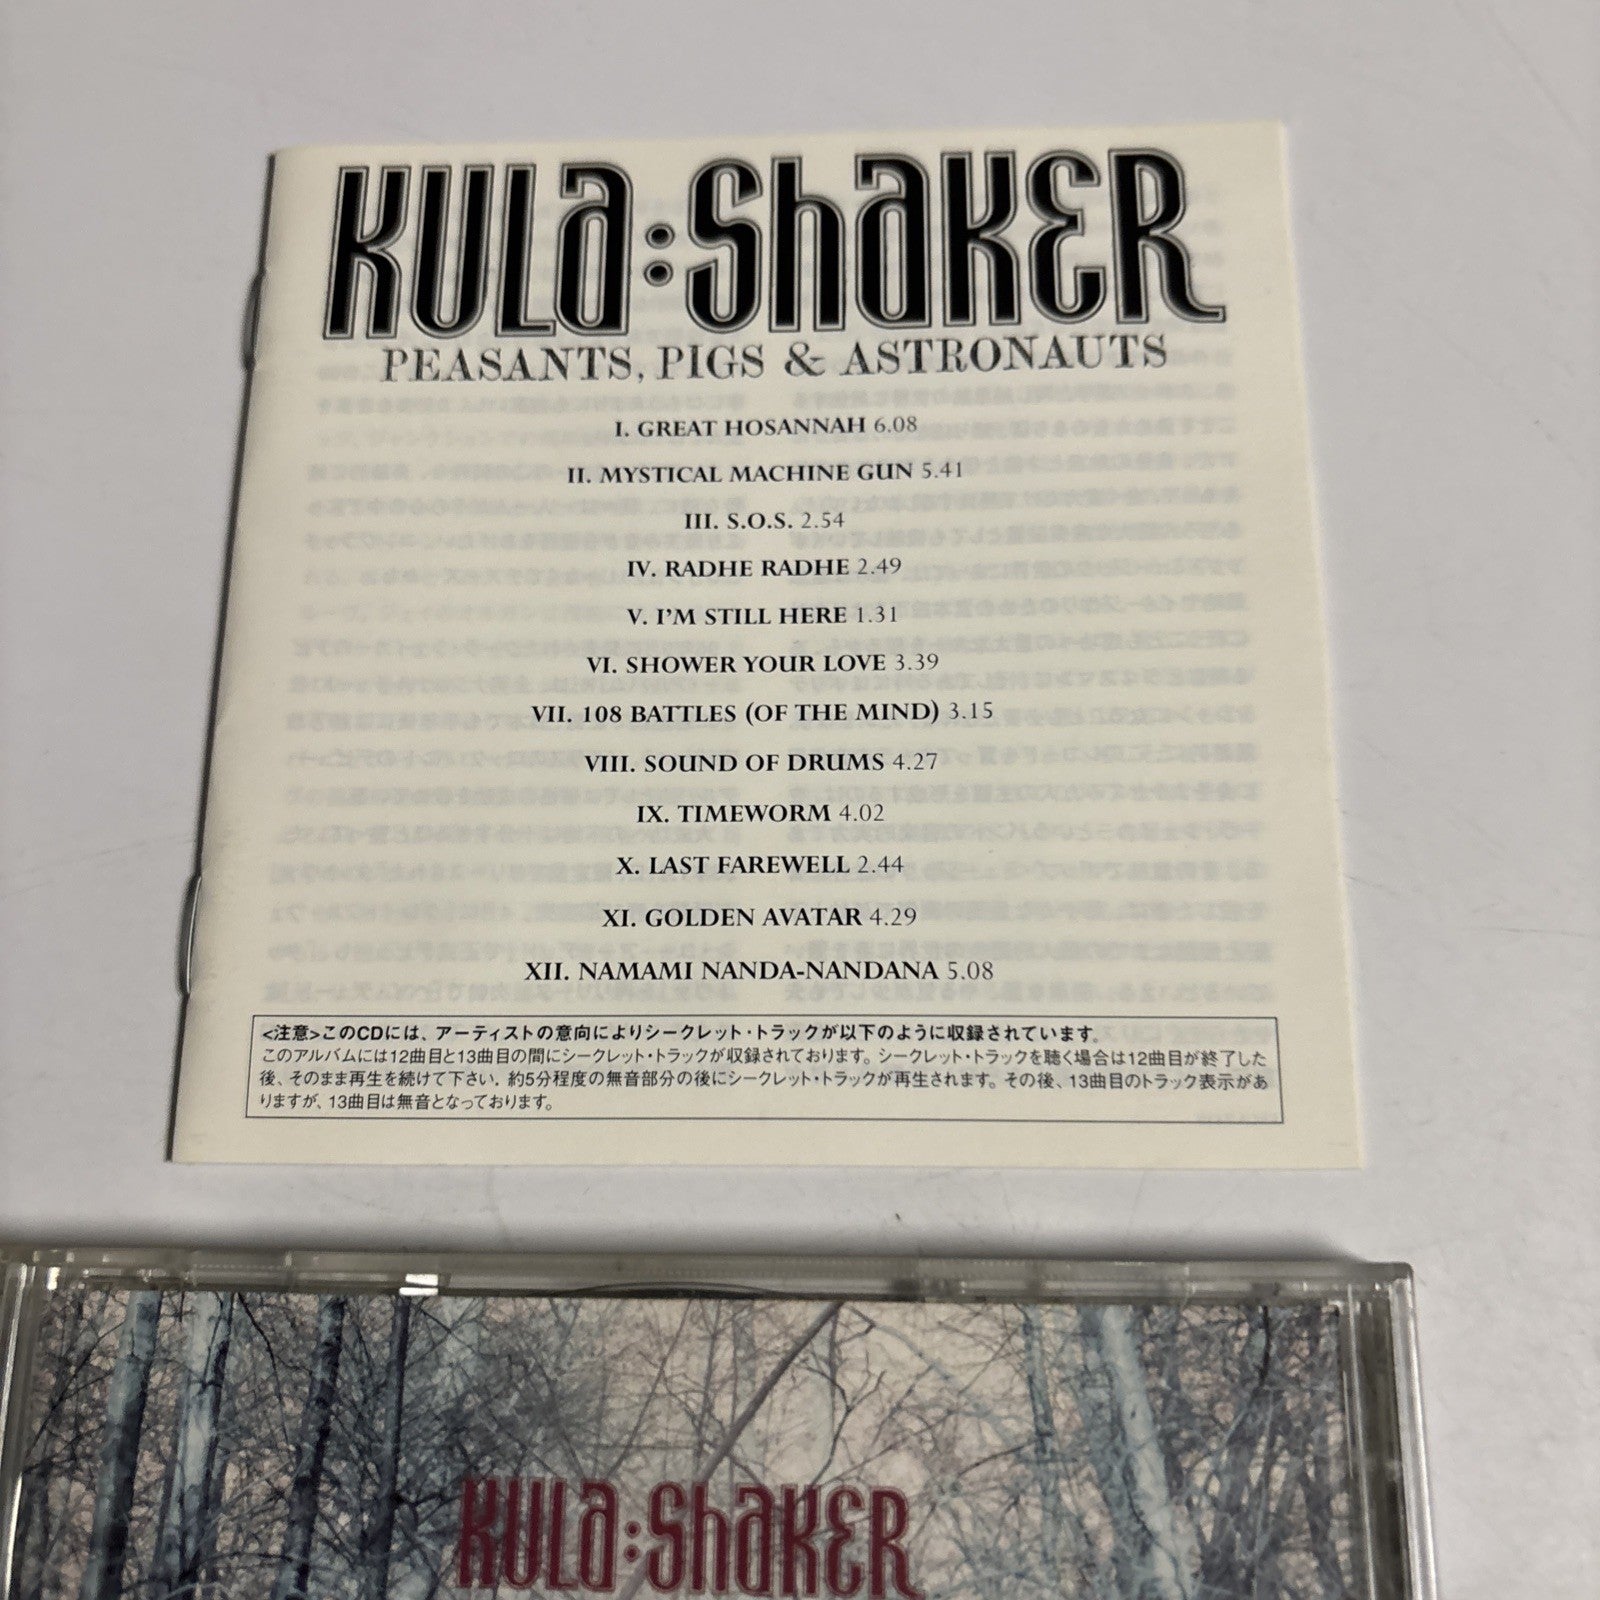 KULA:SHAKER
PEASANTS, PIGS & ASTRONAUTS
I. GREAT HOSANNAH 6.08
II. MYSTICAL MACHINE GUN 5.41
III. S.O.S. 2.54
IV. RADHE RADHE 2.49
V. I'M STILL HERE 1.31
VI. SHOWER YOUR LOVE 3.39
VII. 108 BATTLES (OF THE MIND) 3.15
VIII. SOUND OF DRUMS 4.27
IX. TIMEWORM 4.02
X. LAST FAREWELL 2.44
XI. GOLDEN AVATAR 4.29
XII. NAMAMI NANDA-NANDANA 5.08
<注意>このCDには、アーティストの意向によりシークレット・トラックが以下のように収録されています。
このアルバムには12曲目と13曲目の間にシークレット・トラックが収録されております。シークレット・トラックを聴く場合は12曲目が終了した
後、そのまま再生を続けて下さい. 約5分程度の無音部分の後にシークレット・トラックが再生されます。その後、13曲目のトラック表示があ
りますが、13曲目は無音となっております。
KULA:SHAKER